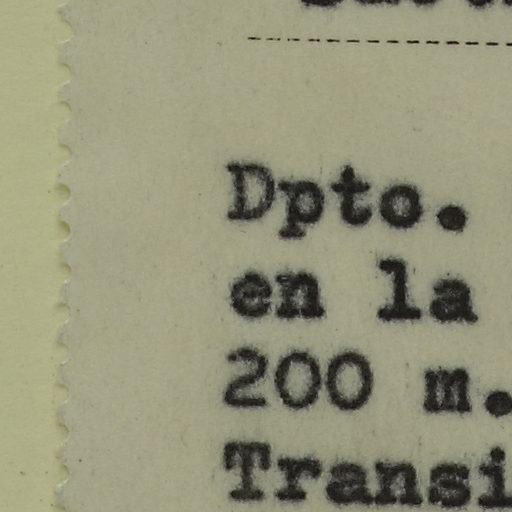 Dpto.
en la
200 m.
Transi